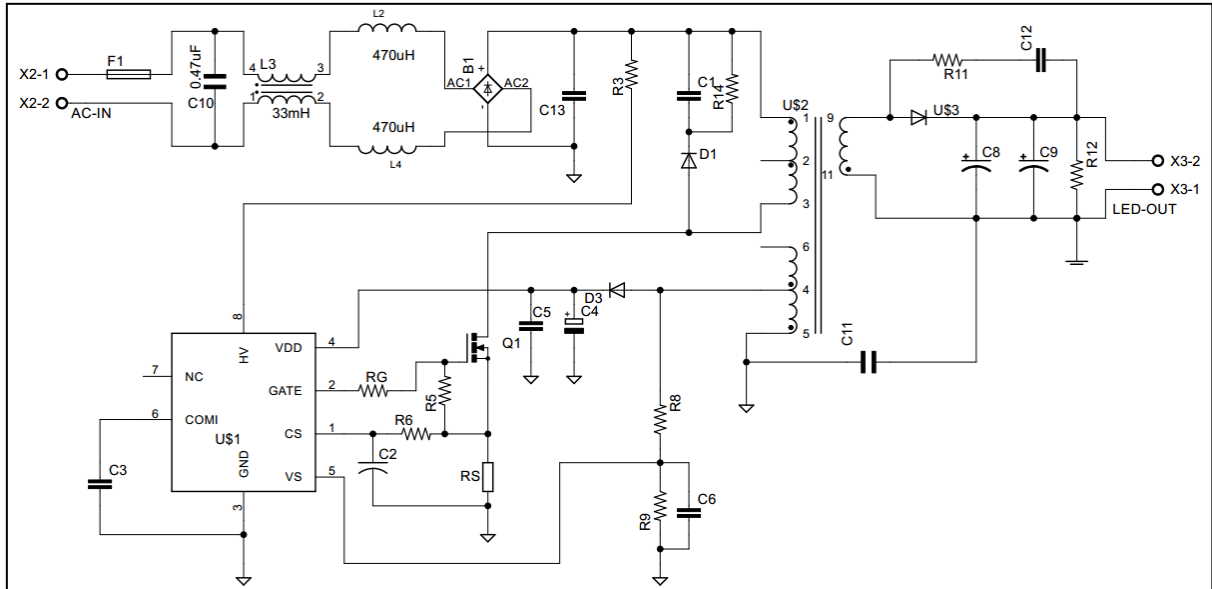 X2-1
F1
X2-2
AC-IN
0.47uF
C10
L3
4
3
1
2
33mH
L2
470uH
470uH
L4
B1
AC1
AC2
+
-
C13
R3
C1
R14
D1
U$2
1
2
3
6
4
5
9
11
R11
C12
U$3
+
C8
+
C9
R12
X3-2
X3-1
LED-OUT
C11
D3
C5
+
C4
Q1
8
HV
VDD
4
7
NC
GATE
2
RG
6
COMI
CS
1
R6
R5
U$1
GND
3
VS
5
C3
C2
RS
R8
R9
C6